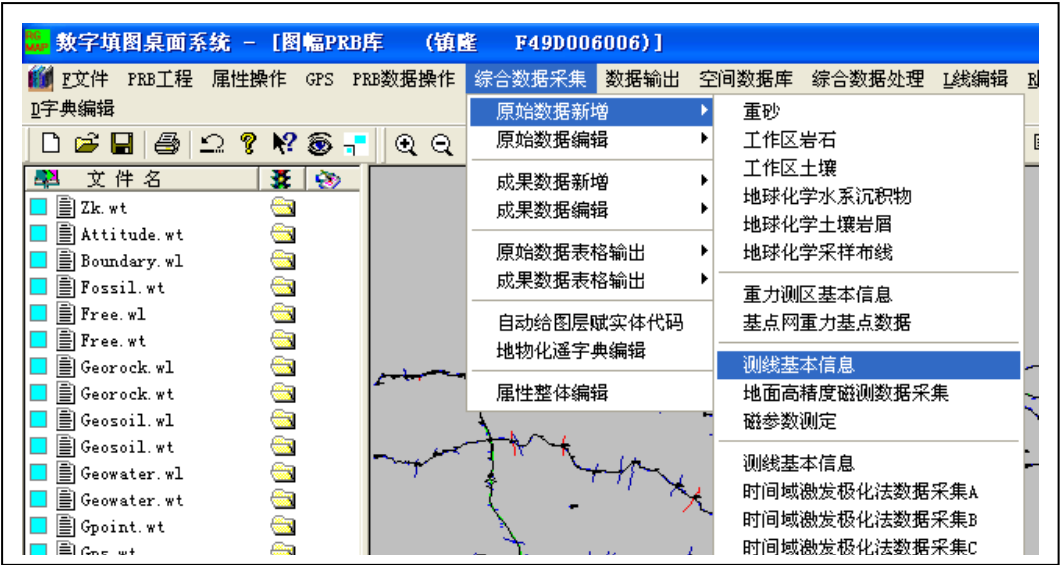 RG MAP 数字填图桌面系统 - [图幅PRB库 (镇隆 F49D006006)]
F文件 PRB工程 属性操作 GPS PRB数据操作 综合数据采集 数据输出 空间数据库 综合数据处理 L线编辑
D字典编辑
文件名
Zk.wt
Attitude.wt
Boundary.wl
Fossil.wt
Free.wl
Free.wt
Georock.wl
Georock.wt
Geosoil.wl
Geosoil.wt
Geowater.wl
Geowater.wt
Gpoint.wt
Gps.wt
原始数据新增
原始数据编辑
成果数据新增
成果数据编辑
原始数据表格输出
成果数据表格输出
自动给图层赋实体代码
地物化遥字典编辑
属性整体编辑
重砂
工作区岩石
工作区土壤
地球化学水系沉积物
地球化学土壤岩屑
地球化学采样布线
重力测区基本信息
基点网重力基点数据
测线基本信息
地面高精度磁测数据采集
磁参数测定
测线基本信息
时间域激发极化法数据采集A
时间域激发极化法数据采集B
时间域激发极化法数据采集C